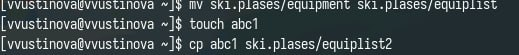 [vvustinova@vvustinova ~]$ mv ski.plases/equipment ski.plases/equiplist
[vvustinova@vvustinova ~]$ touch abc1
[vvustinova@vvustinova ~]$ cp abc1 ski.plases/equiplist2